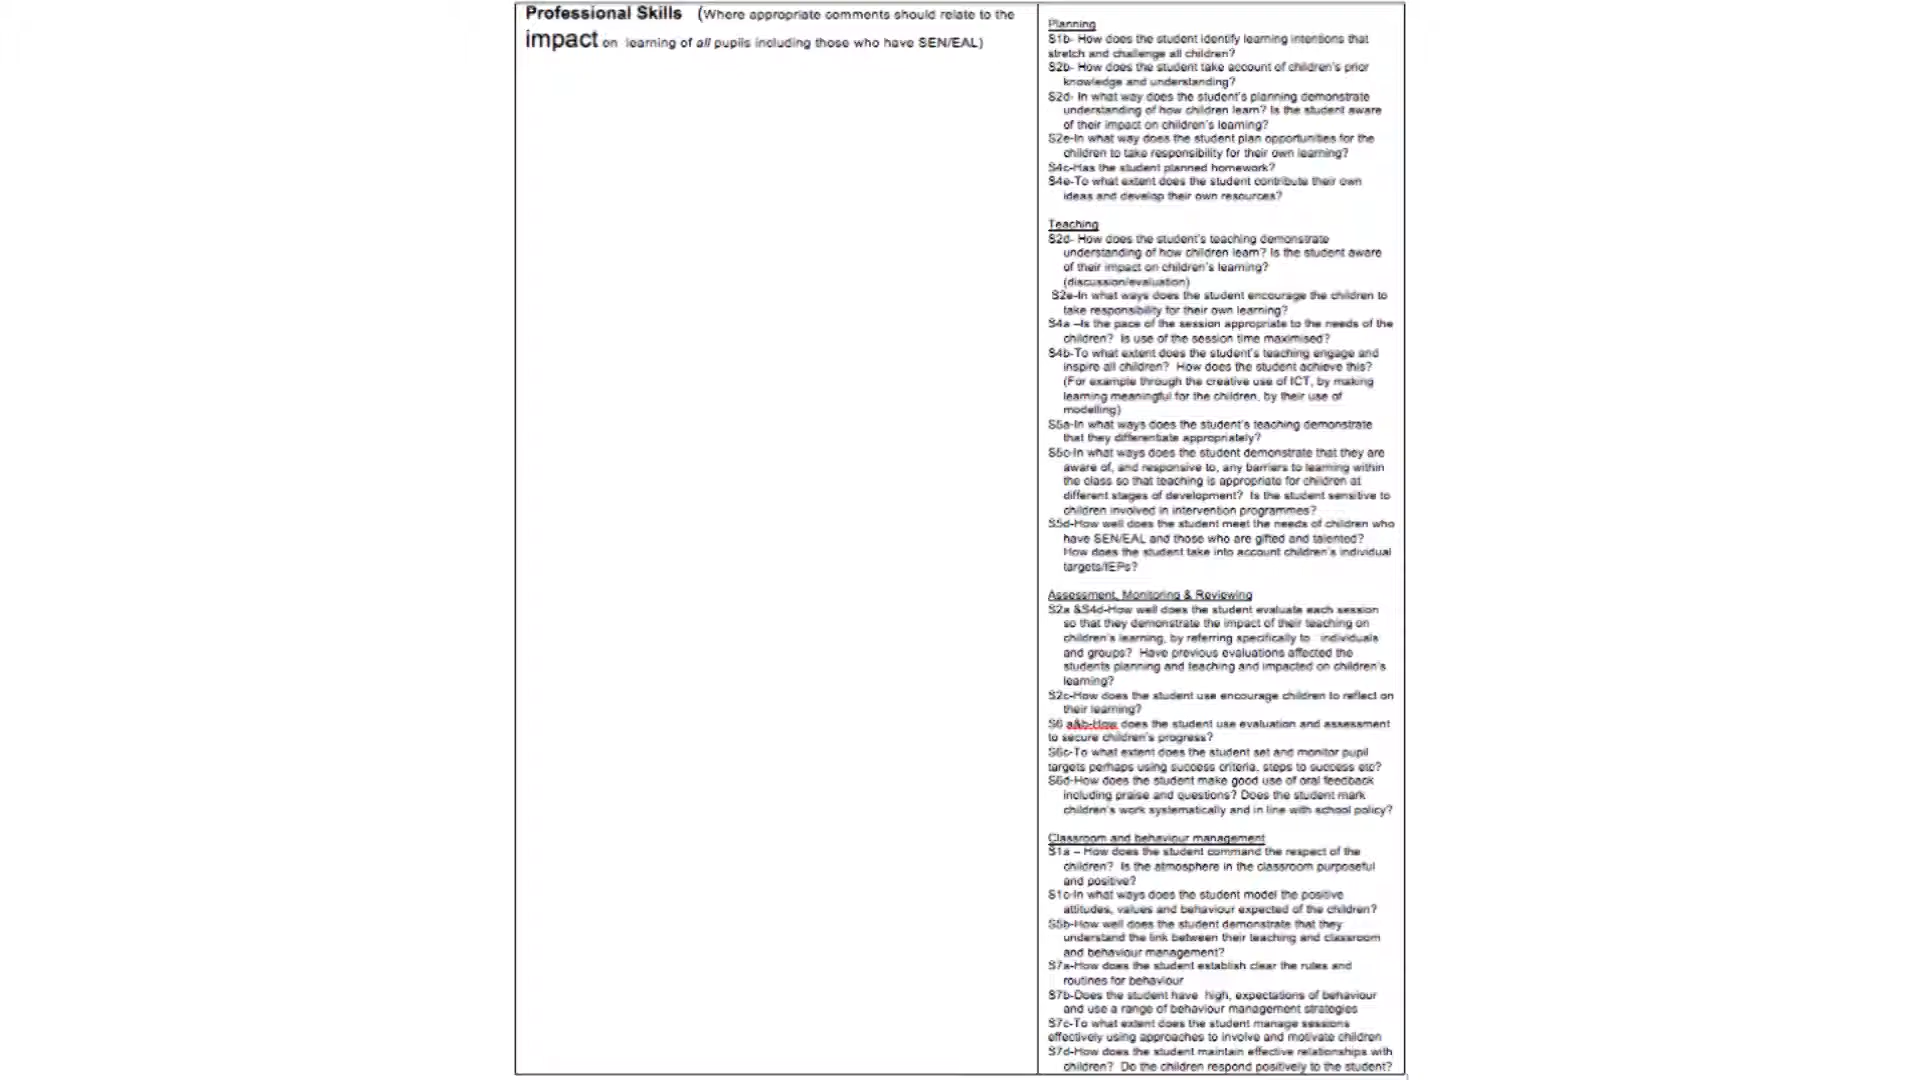 Professional Skills (Where appropriate comments should relate to the
impact on learning of all pupils including those who have SEN/EAL)
Planning
S1b- How does the student identify learning intentions that
stretch and challenge all children?
S2b- How does the student take account of children's prior
knowledge and understanding?
S2d- In what way does the student's planning demonstrate
understanding of how children learn? Is the student aware
of their impact on children's learning?
S2e-In what way does the student plan opportunities for the
children to take responsibility for their own learning?
S4c-Has the student planned homework?
S4e-To what extent does the student contribute their own
ideas and develop their own resources?
Teaching
S2d- How does the student's teaching demonstrate
understanding of how children learn? Is the student aware
of their impact on children's learning?
(discussion/evaluation)
S2e-In what ways does the student encourage the children to
take responsibility for their own learning?
S4a –Is the pace of the session appropriate to the needs of the
children? Is use of the session time maximised?
S4b-To what extent does the student's teaching engage and
inspire all children? How does the student achieve this?
(For example through the creative use of ICT, by making
learning meaningful for the children, by their use of
modelling)
S5a-In what ways does the student's teaching demonstrate
that they differentiate appropriately?
S5c-In what ways does the student demonstrate that they are
aware of, and responsive to, any barriers to learning within
the class so that teaching is appropriate for children at
different stages of development? Is the student sensitive to
children involved in intervention programmes?
S5d-How well does the student meet the needs of children who
have SEN/EAL and those who are gifted and talented?
How does the student take into account children's individual
targets/IEPs?
Assessment, Monitoring & Reviewing
S2a &S4d-How well does the student evaluate each session
so that they demonstrate the impact of their teaching on
children's learning, by referring specifically to individuals
and groups? Have previous evaluations affected the
students planning and teaching and impacted on children's
learning?
S2c-How does the student use encourage children to reflect on
their learning?
S6 a&b-How does the student use evaluation and assessment
to secure children's progress?
S6c-To what extent does the student set and monitor pupil
targets perhaps using success criteria, steps to success etc?
S6d-How does the student make good use of oral feedback
including praise and questions? Does the student mark
children's work systematically and in line with school policy?
Classroom and behaviour management
S1a – How does the student command the respect of the
children? Is the atmosphere in the classroom purposeful
and positive?
S1c-In what ways does the student model the positive
attitudes, values and behaviour expected of the children?
S5b-How well does the student demonstrate that they
understand the link between their teaching and classroom
and behaviour management?
S7a-How does the student establish clear the rules and
routines for behaviour
S7b-Does the student have high, expectations of behaviour
and use a range of behaviour management strategies
S7c-To what extent does the student manage sessions
effectively using approaches to involve and motivate children
S7d-How does the student maintain effective relationships with
children? Do the children respond positively to the student?